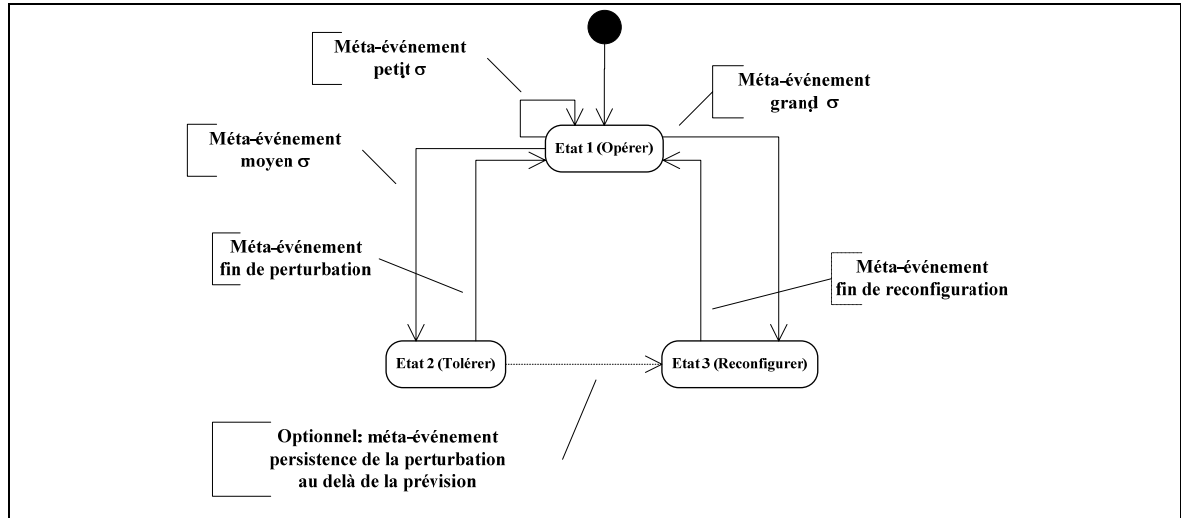 Méta-événement
petit σ
Méta-événement
grand σ
Etat 1 (Opérer)
Méta-événement
moyen σ
Méta-événement
fin de perturbation
Méta-événement
fin de reconfiguration
Etat 2 (Tolérer)
Etat 3 (Reconfigurer)
Optionnel: méta-événement
persistence de la perturbation
au delà de la prévision